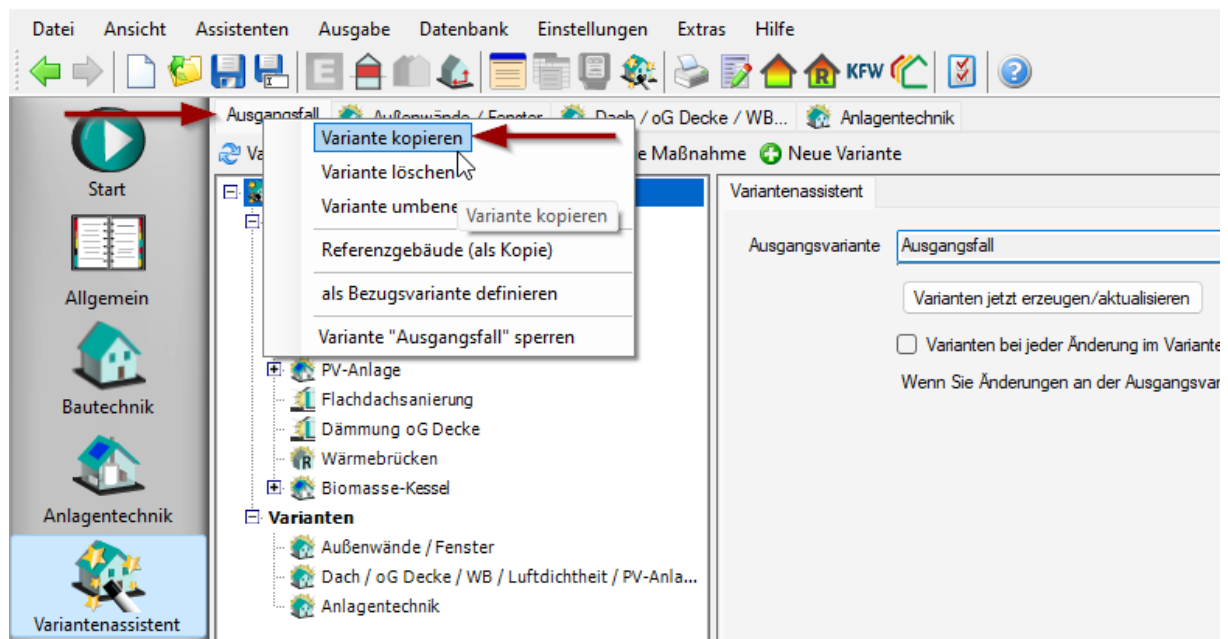 Datei Ansicht Assistenten Ausgabe Datenbank Einstellungen Extras Hilfe
E R KFW
Ausgangsfall Außenwände / Fenster Dach / oG Decke / WB... Anlagentechnik
Maßnahme Neue Variante
Variante kopieren
Variante löschen
Variante
Variante kopieren
Referenzgebäude (als Kopie)
als Bezugsvariante definieren
Variante "Ausgangsfall" sperren
Start
Allgemein
Bautechnik
Anlagentechnik
Variantenassistent
PV-Anlage
Flachdachsanierung
Dämmung oG Decke
R Wärmebrücken
Biomasse-Kessel
Varianten
Außenwände / Fenster
Dach / oG Decke / WB / Luftdichtheit / PV-Anla...
Anlagentechnik
Variantenassistent
Ausgangsvariante Ausgangsfall
Varianten jetzt erzeugen/aktualisieren
Varianten bei jeder Änderung im Variante
Wenn Sie Änderungen an der Ausgangsvar